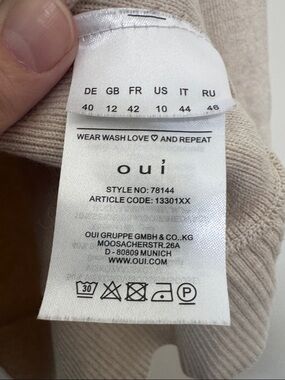 DE GB FR US IT RU
40 12 42 10 44 46
WEAR WASH LOVE ♡ AND REPEAT
oui
STYLE NO: 78144
ARTICLE CODE: 13301XX
OUI GRUPPE GMBH & CO..KG
MOOSACHERSTR.26A
D - 80809 MUNICH
WWW.OUI.COM
30 P